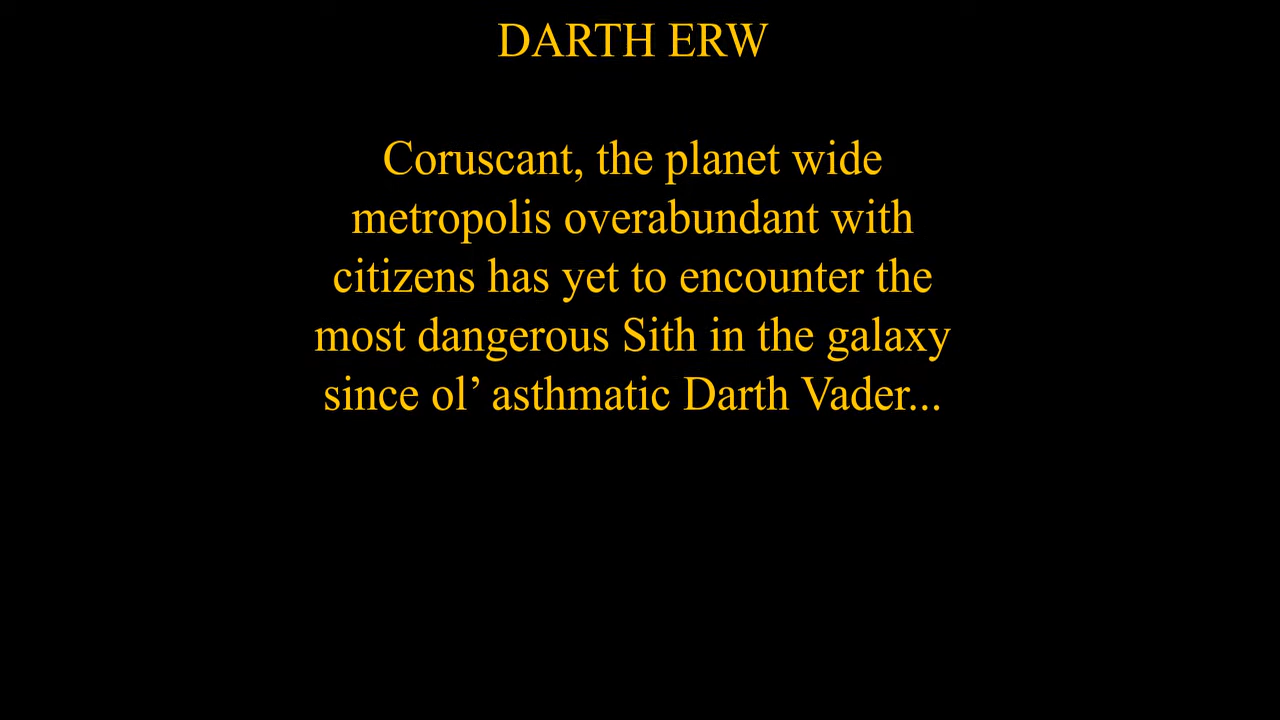 DARTH ERW
Coruscant, the planet wide
metropolis overabundant with
citizens has yet to encounter the
most dangerous Sith in the galaxy
since ol’ asthmatic Darth Vader...